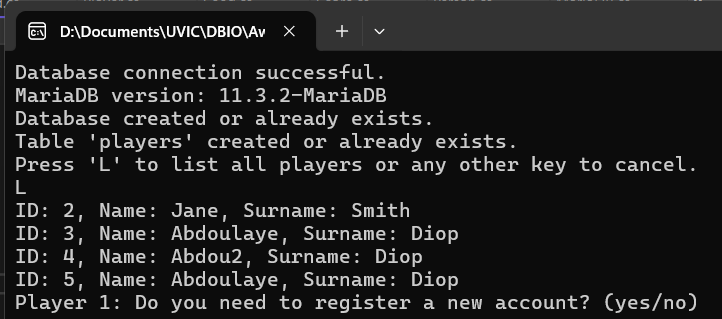 D:\Documents\UVIC\DBIO\Aw
Database connection successful.
MariaDB version: 11.3.2-MariaDB
Database created or already exists.
Table 'players' created or already exists.
Press 'L' to list all players or any other key to cancel.
L
ID: 2, Name: Jane, Surname: Smith
ID: 3, Name: Abdoulaye, Surname: Diop
ID: 4, Name: Abdou2, Surname: Diop
ID: 5, Name: Abdoulaye, Surname: Diop
Player 1: Do you need to register a new account? (yes/no)